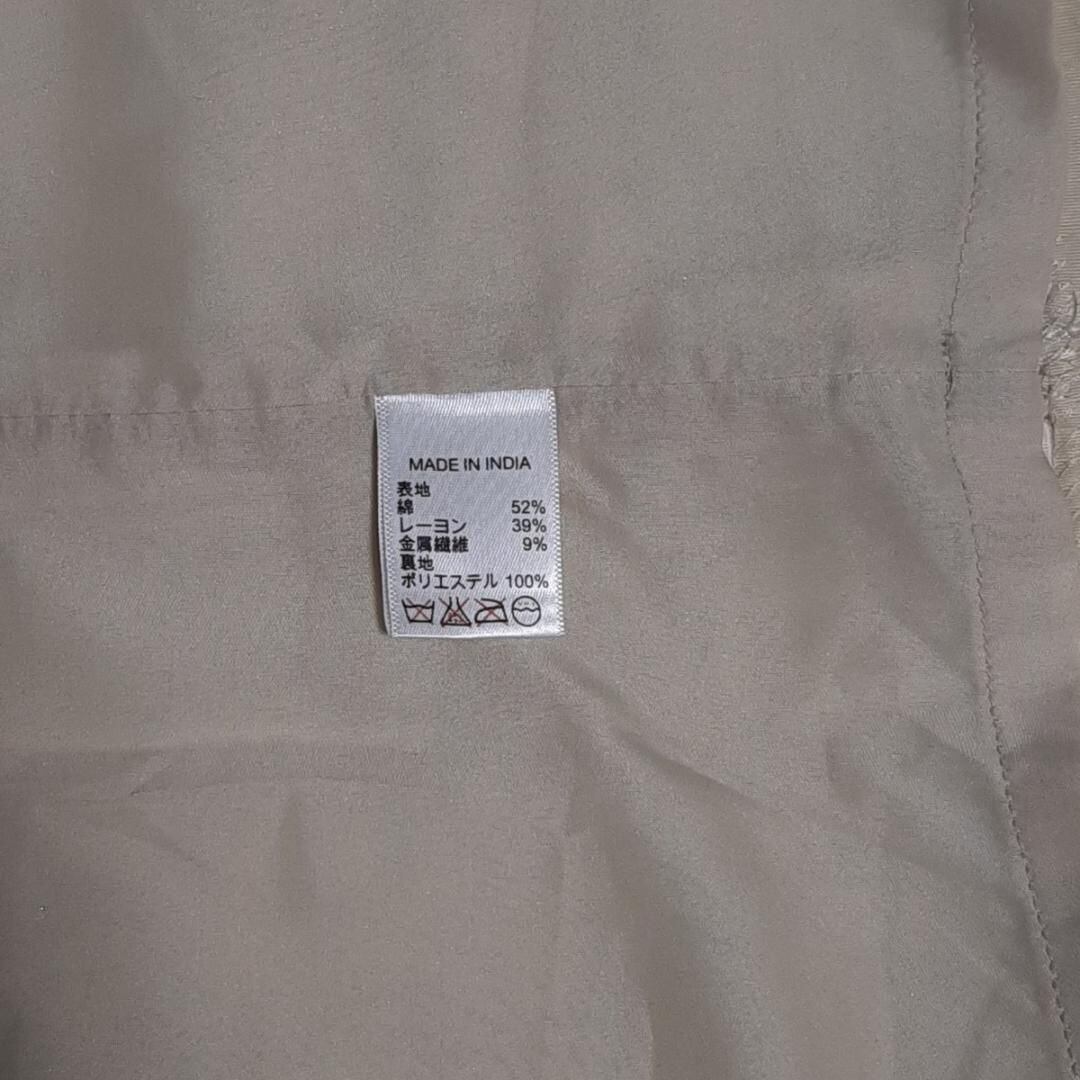 MADE IN INDIA
表地
綿 52%
レーヨン 39%
金属繊維 9%
裏地
ポリエステル 100%